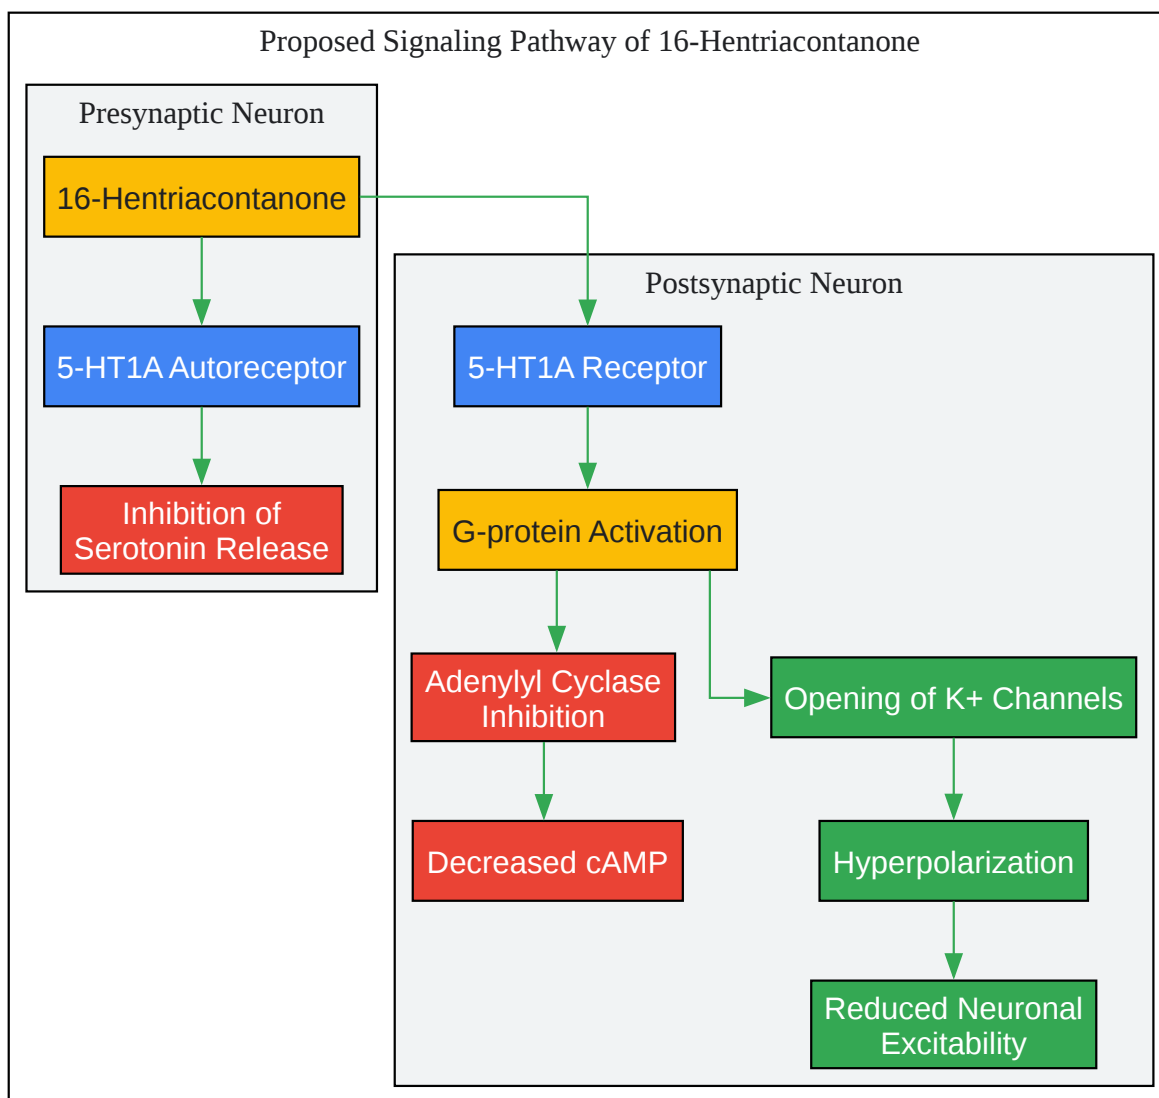 Proposed Signaling Pathway of 16-Hentriacontanone
Presynaptic Neuron
16-Hentriacontanone
5-HT1A Autoreceptor
Inhibition of
Serotonin Release
Postsynaptic Neuron
5-HT1A Receptor
G-protein Activation
Adenylyl Cyclase
Inhibition
Decreased cAMP
Opening of K+ Channels
Hyperpolarization
Reduced Neuronal
Excitability